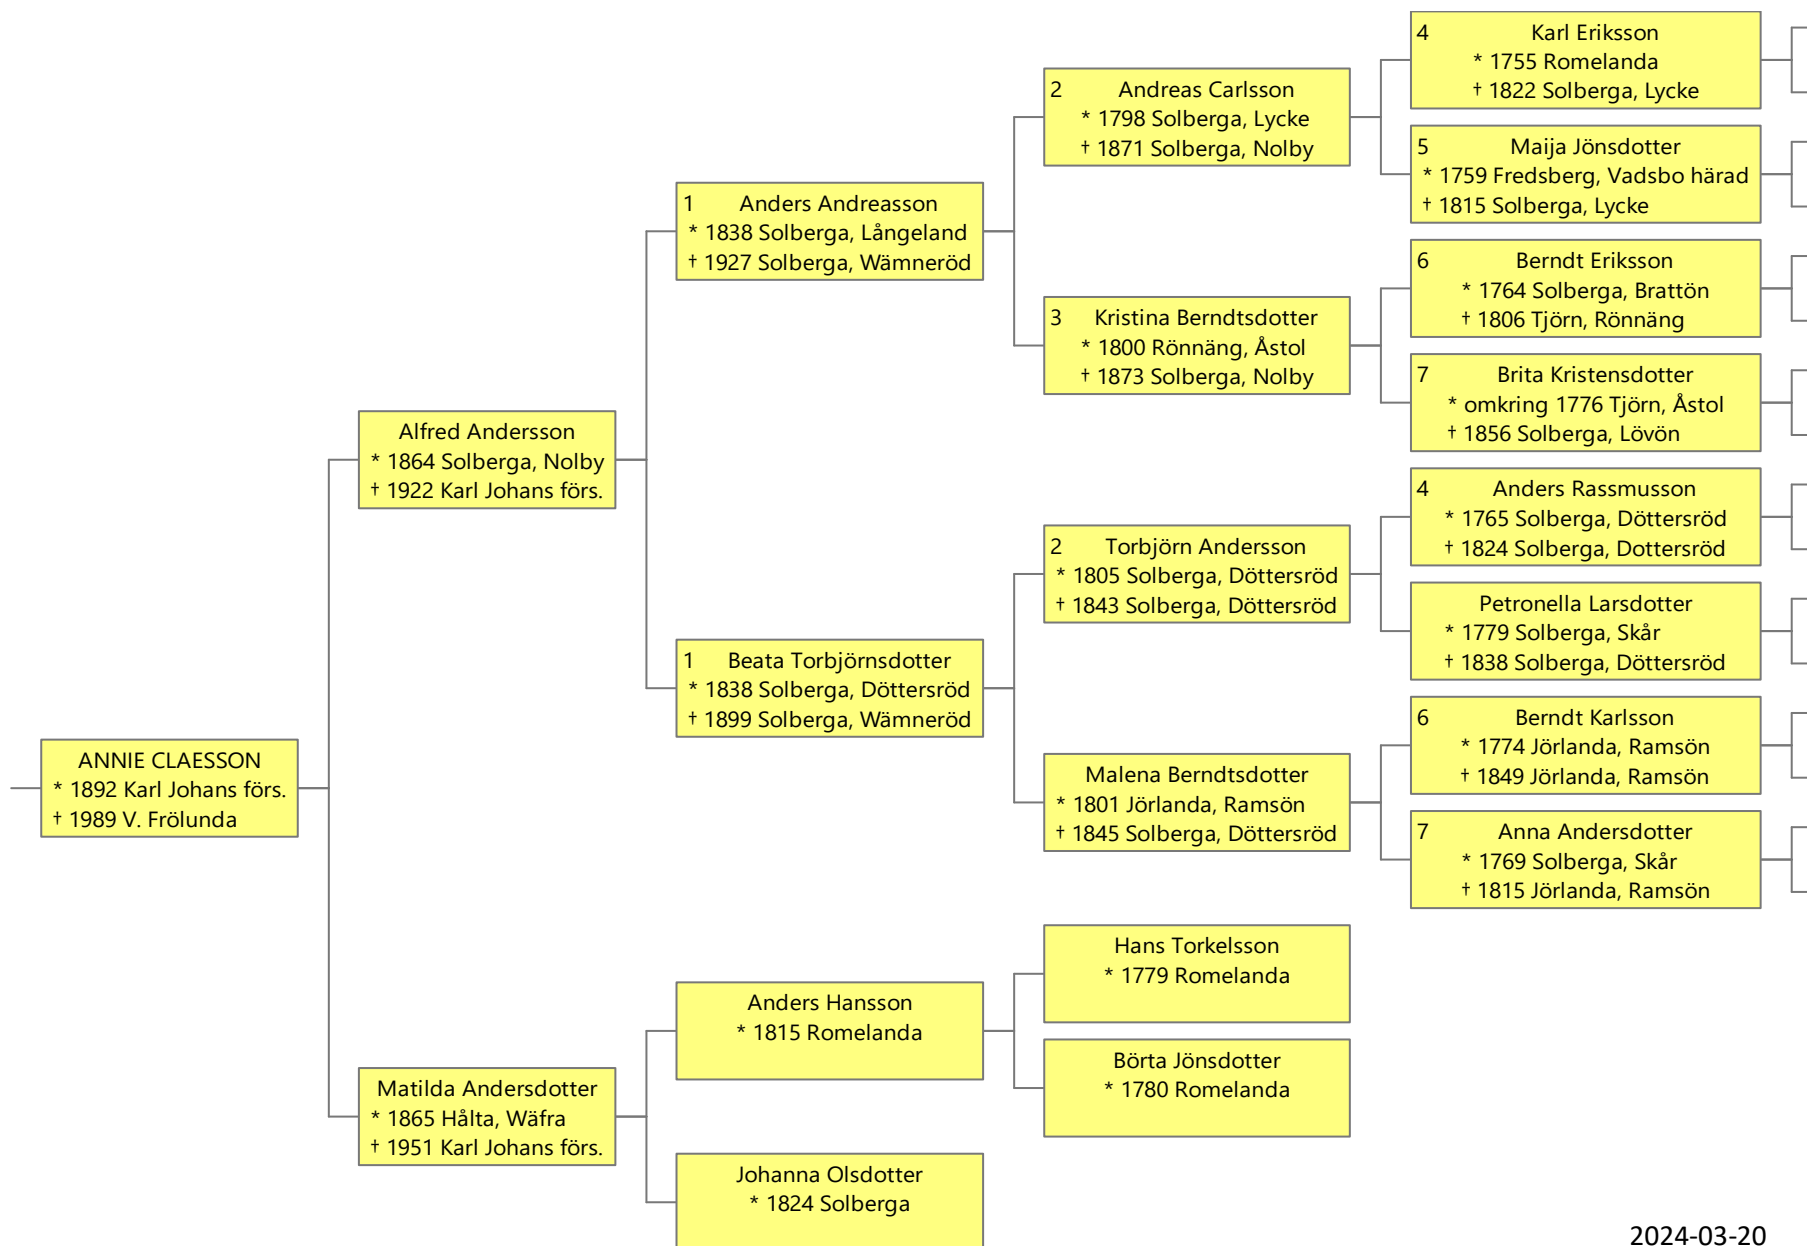 4 Karl Eriksson
* 1755 Romelanda
† 1822 Solberga, Lycke
2 Andreas Carlsson
* 1798 Solberga, Lycke
† 1871 Solberga, Nolby
5 Maija Jönsdotter
* 1759 Fredsberg, Vadsbo härad
† 1815 Solberga, Lycke
1 Anders Andreasson
* 1838 Solberga, Långeland
† 1927 Solberga, Wämneröd
6 Berndt Eriksson
* 1764 Solberga, Brattön
† 1806 Tjörn, Rönnäng
3 Kristina Berndtsdotter
* 1800 Rönnäng, Åstol
† 1873 Solberga, Nolby
7 Brita Kristensdotter
* omkring 1776 Tjörn, Åstol
† 1856 Solberga, Lövön
Alfred Andersson
* 1864 Solberga, Nolby
† 1922 Karl Johans förs.
4 Anders Rassmusson
* 1765 Solberga, Döttersröd
† 1824 Solberga, Dottersröd
2 Torbjörn Andersson
* 1805 Solberga, Döttersröd
† 1843 Solberga, Döttersröd
Petronella Larsdotter
* 1779 Solberga, Skår
† 1838 Solberga, Döttersröd
1 Beata Torbjörnsdotter
* 1838 Solberga, Döttersröd
† 1899 Solberga, Wämneröd
6 Berndt Karlsson
* 1774 Jörlanda, Ramsön
† 1849 Jörlanda, Ramsön
ANNIE CLAESSON
* 1892 Karl Johans förs.
† 1989 V. Frölunda
Malena Berndtsdotter
* 1801 Jörlanda, Ramsön
† 1845 Solberga, Döttersröd
7 Anna Andersdotter
* 1769 Solberga, Skår
† 1815 Jörlanda, Ramsön
Hans Torkelsson
* 1779 Romelanda
Anders Hansson
* 1815 Romelanda
Börta Jönsdotter
* 1780 Romelanda
Matilda Andersdotter
* 1865 Hålta, Wäfra
† 1951 Karl Johans förs.
Johanna Olsdotter
* 1824 Solberga
2024-03-20